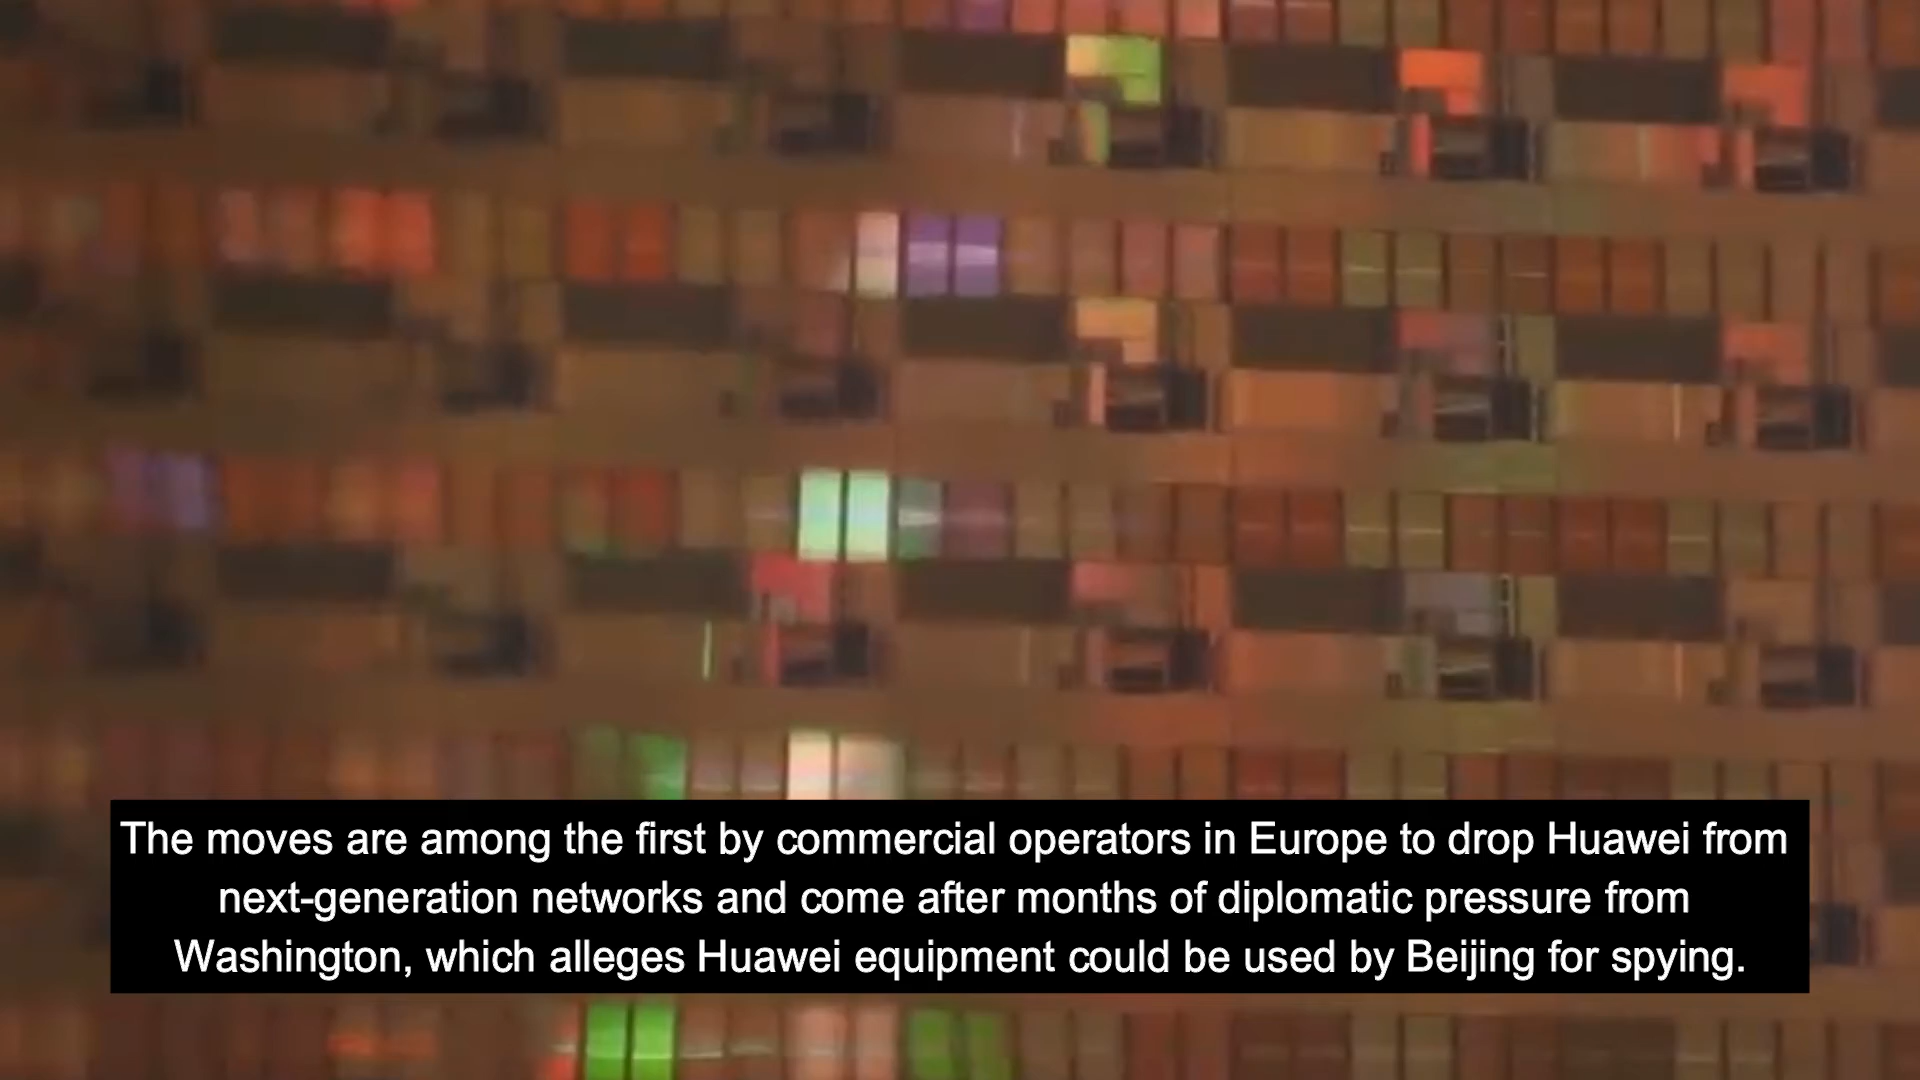 The moves are among the first by commercial operators in Europe to drop Huawei from
next-generation networks and come after months of diplomatic pressure from
Washington, which alleges Huawei equipment could be used by Beijing for spying.